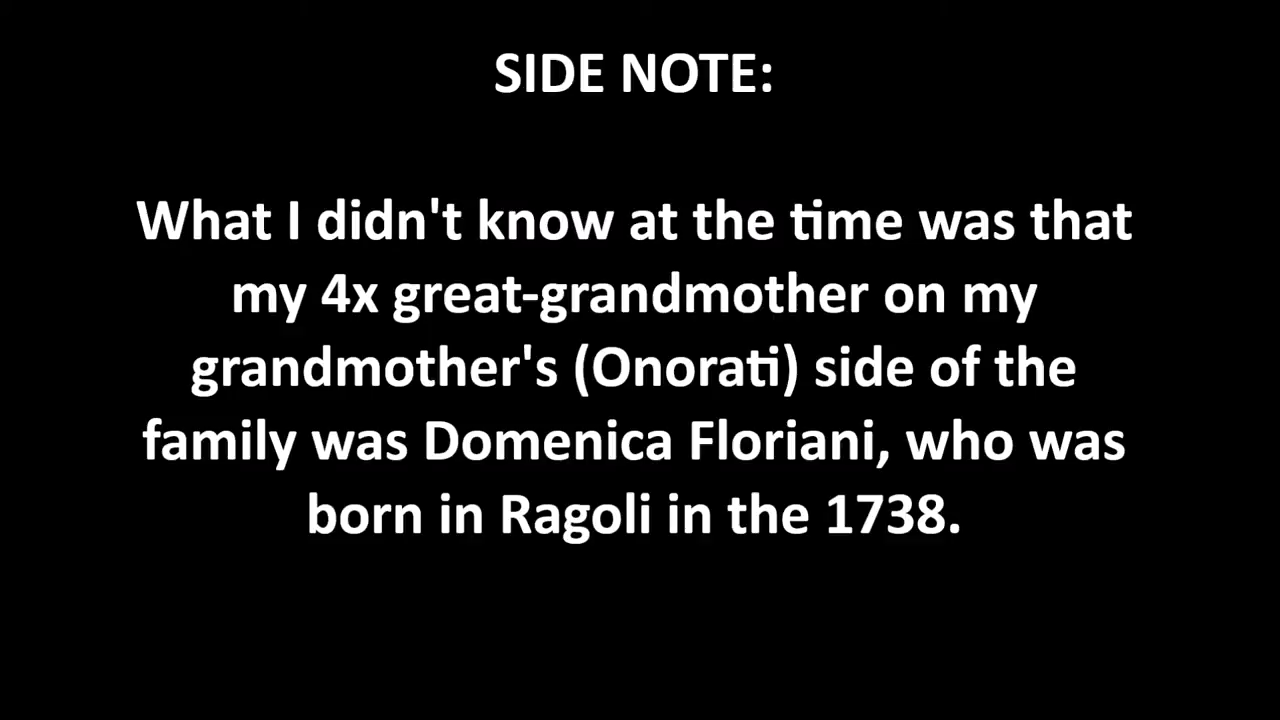 SIDE NOTE:
What I didn't know at the time was that
my 4x great-grandmother on my
grandmother's (Onorati) side of the
family was Domenica Floriani, who was
born in Ragoli in the 1738.